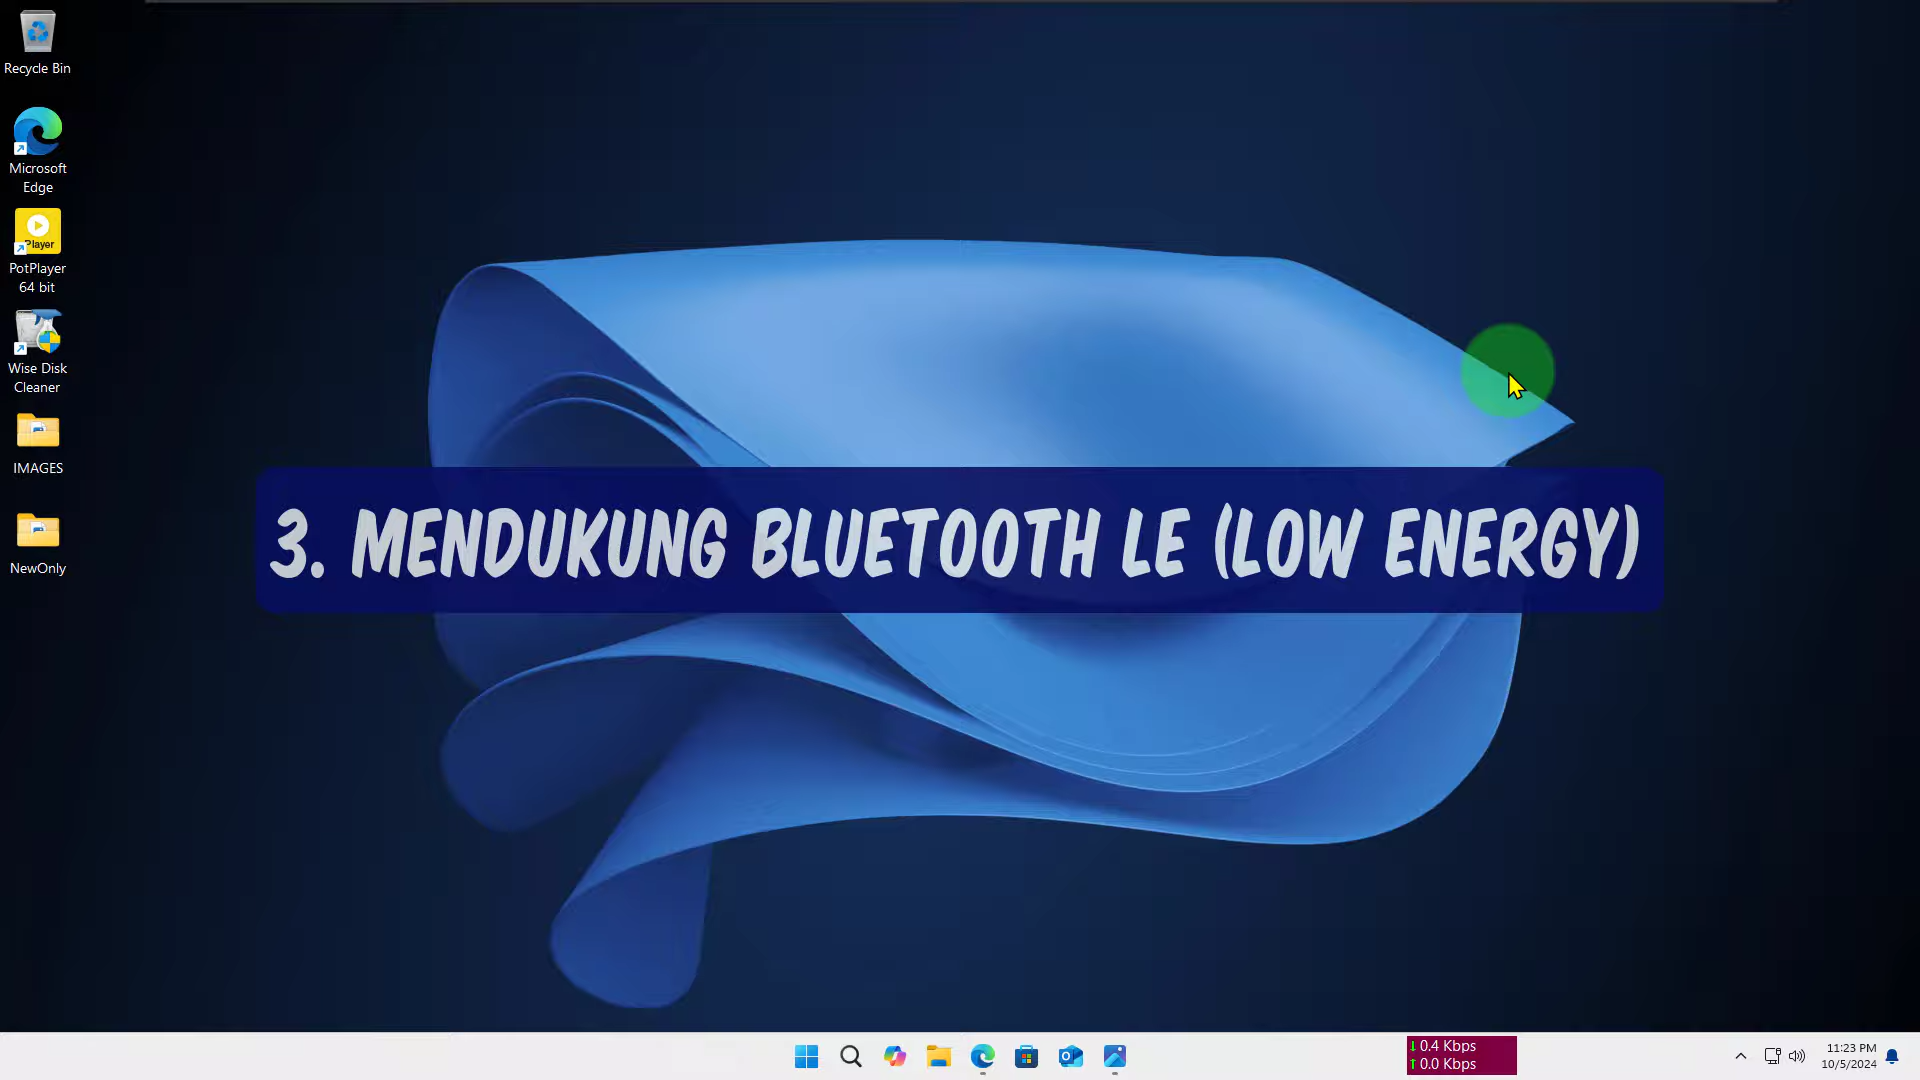 Recycle Bin
Microsoft
Edge
Player
PotPlayer
64 bit
Wise Disk
Cleaner
IMAGES
NewOnly
3. MENDUKUNG BLUETOOTH LE (LOW ENERGY)
0.4 Kbps
0.0 Kbps
11:23 PM
10/5/2024